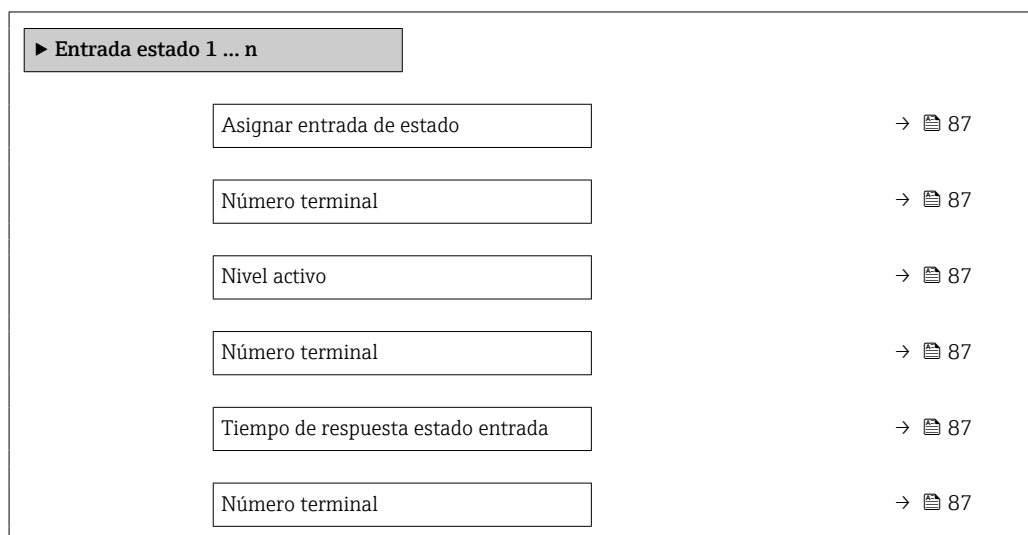 ▶ Entrada estado 1 … n
Asignar entrada de estado → 87
Número terminal → 87
Nivel activo → 87
Número terminal → 87
Tiempo de respuesta estado entrada → 87
Número terminal → 87